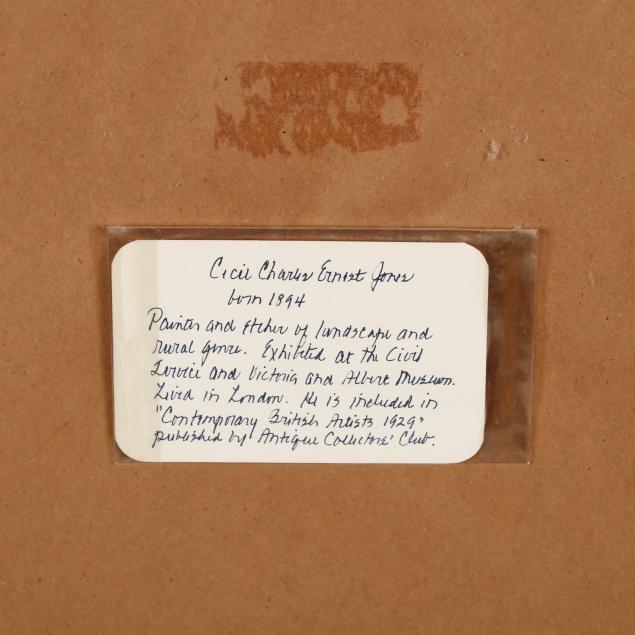 Cecil Charles Ernest Jones
born 1894
Painter and etcher of landscape and
rural genre. Exhibited at the Civil
Service and Victoria and Albert Museum.
Lived in London. He is included in
"Contemporary British Artists 1929"
published by Antique Collectors' Club.